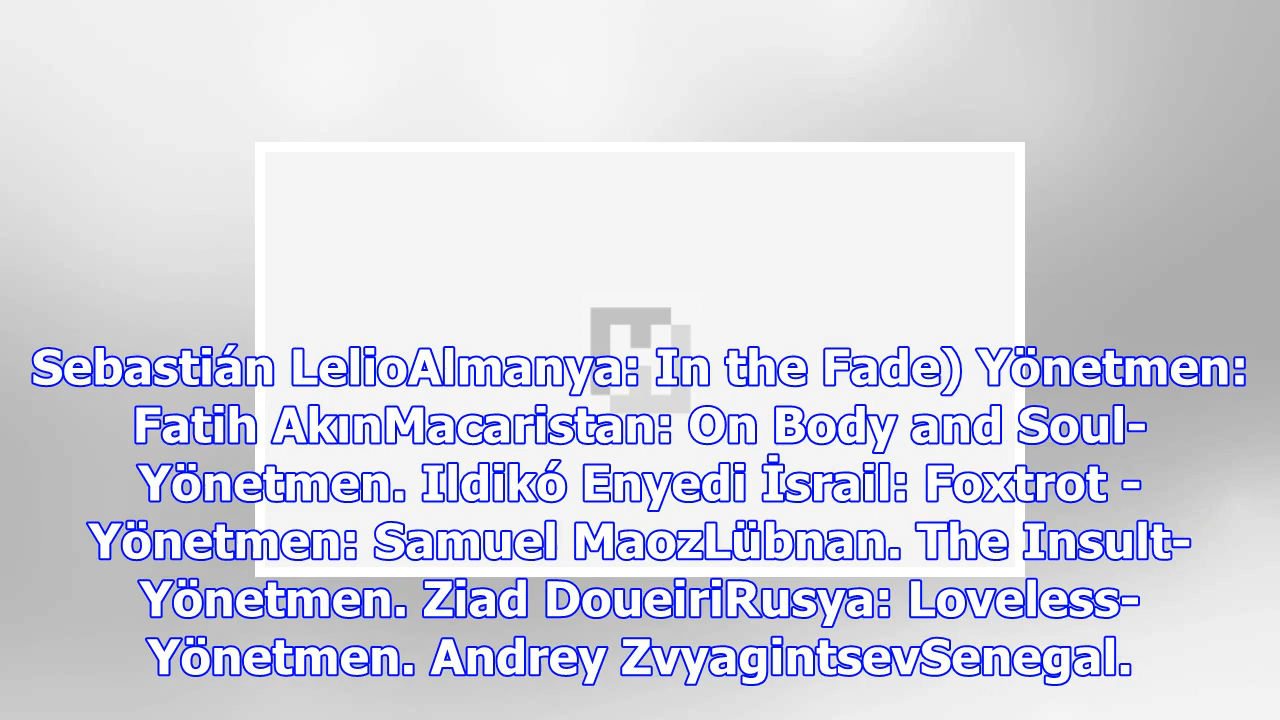 Sebastián LelioAlmanya: In the Fade) Yönetmen:
Fatih AkınMacaristan: On Body and Soul-
Yönetmen. Ildikó Enyedi İsrail: Foxtrot -
Yönetmen: Samuel MaozLübnan. The Insult-
Yönetmen. Ziad DoueiriRusya: Loveless-
Yönetmen. Andrey ZvyagintsevSenegal.